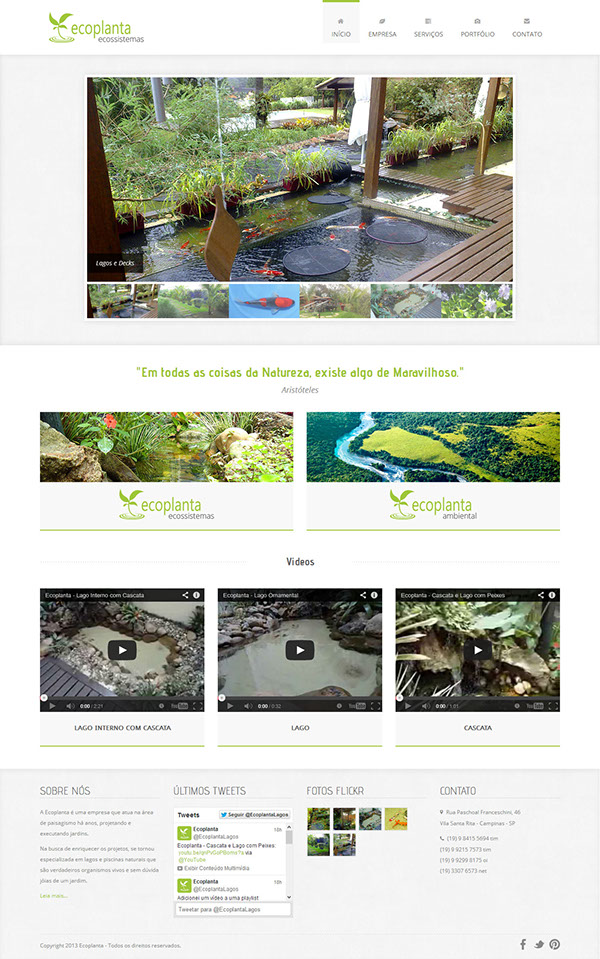 ecoplanta
ecossistemas
INÍCIO
EMPRESA
SERVIÇOS
PORTFÓLIO
CONTATO
Lagos e Decks.
"Em todas as coisas da Natureza, existe algo de Maravilhoso."
Aristóteles
ecoplanta
ecossistemas
ecoplanta
ambiental
Vídeos
Ecoplanta - Lago Interno com Cascata
0:00 / 2:21
YouTube
LAGO INTERNO COM CASCATA
Ecoplanta - Lago Ornamental
0:00 / 0:32
YouTube
LAGO
Ecoplanta - Cascata e Lago com Peixes
0:00 / 1:01
YouTube
CASCATA
SOBRE NÓS
A Ecoplanta é uma empresa que atua na área
de paisagismo há anos, projetando e
executando jardins.
Na busca de enriquecer os projetos, se tornou
especializada em lagos e piscinas naturais que
são verdadeiros organismos vivos e sem dúvida
jóias de um jardim.
Leia mais...
ÚLTIMOS TWEETS
Tweets
Seguir @EcoplantaLagos
Ecoplanta
@EcoplantaLagos
Ecoplanta - Cascata e Lago com Peixes:
via
@YouTube
Exibir Conteúdo Multimídia
Ecoplanta
@EcoplantaLagos
Adicionei um vídeo a uma playlist
Tweetar para @EcoplantaLagos
FOTOS FLICKR
CONTATO
Rua Paschoal Franceschini, 46
Vila Santa Rita - Campinas - SP
(19) 9 8415 5694 tim
(19) 9 9215 7573 tim
(19) 9 9299 8175 oi
(19) 3307 6573 net
Copyright 2013 Ecoplanta - Todos os direitos reservados.